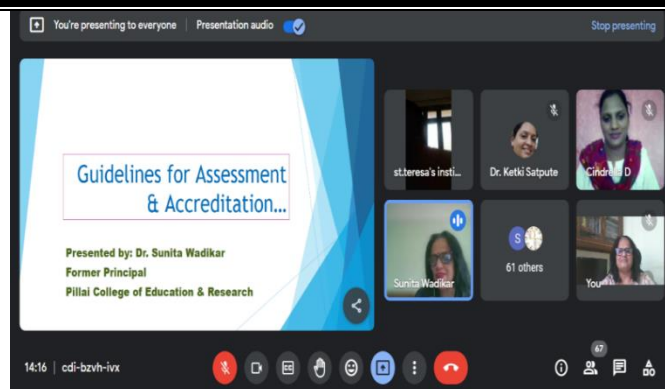 You're presenting to everyone
Presentation audio
Stop presenting
Guidelines for Assessment
& Accreditation...
Presented by: Dr. Sunita Wadikar
Former Principal
Pillai College of Education & Research
st.teresa's insti...
Dr. Ketki Satpute
D
Sunita Wadikar
S
61 others
You
14:16
cdi-bzvh-ivx
67